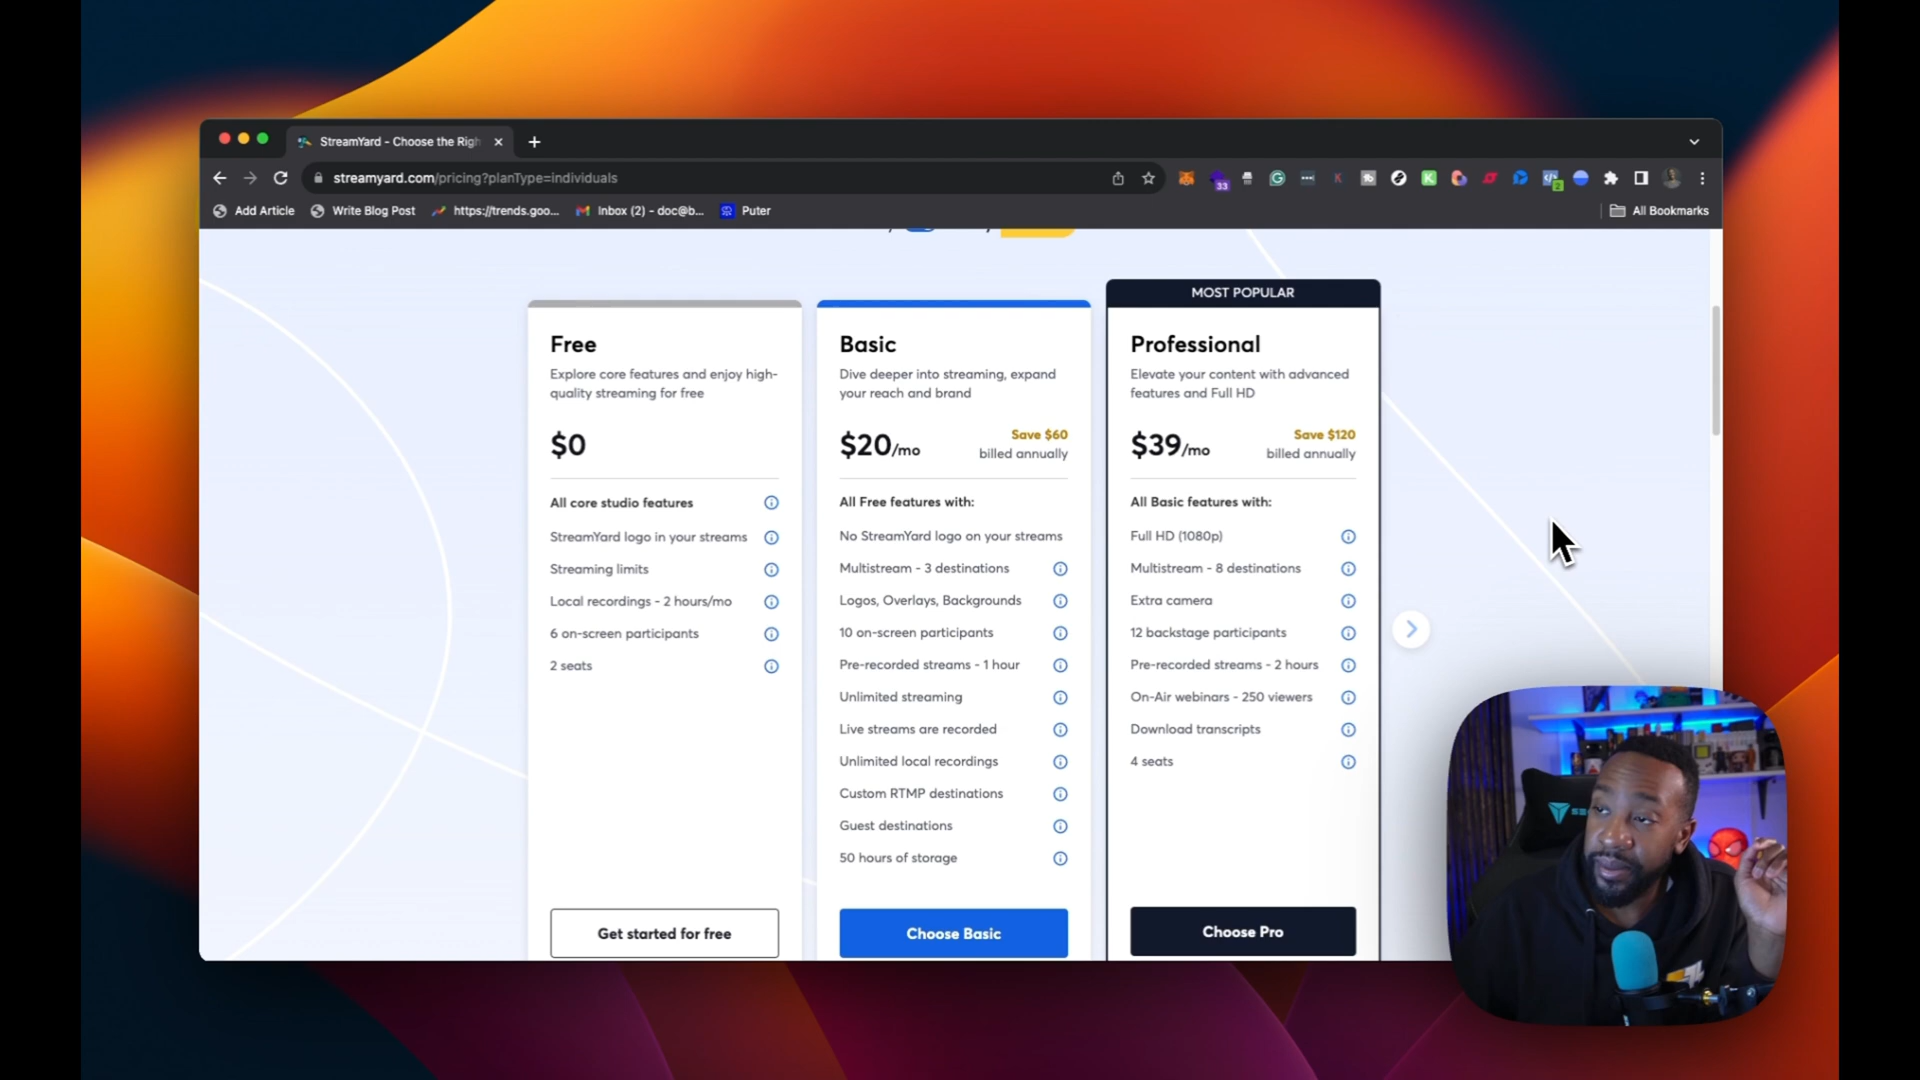 StreamYard - Choose the Righ
streamyard.com/pricing?planType=individuals
33
2
Add Article
Write Blog Post
https://trends.goo...
Inbox (2) - doc@b...
Puter
All Bookmarks
MOST POPULAR
Free
Explore core features and enjoy high-
quality streaming for free
$0
All core studio features
StreamYard logo in your streams
Streaming limits
Local recordings - 2 hours/mo
6 on-screen participants
2 seats
Get started for free
Basic
Dive deeper into streaming, expand
your reach and brand
$20/mo
Save $60
billed annually
All Free features with:
No StreamYard logo on your streams
Multistream - 3 destinations
Logos, Overlays, Backgrounds
10 on-screen participants
Pre-recorded streams - 1 hour
Unlimited streaming
Live streams are recorded
Unlimited local recordings
Custom RTMP destinations
Guest destinations
50 hours of storage
Choose Basic
Professional
Elevate your content with advanced
features and Full HD
$39/mo
Save $120
billed annually
All Basic features with:
Full HD (1080p)
Multistream - 8 destinations
Extra camera
12 backstage participants
Pre-recorded streams - 2 hours
On-Air webinars - 250 viewers
Download transcripts
4 seats
Choose Pro